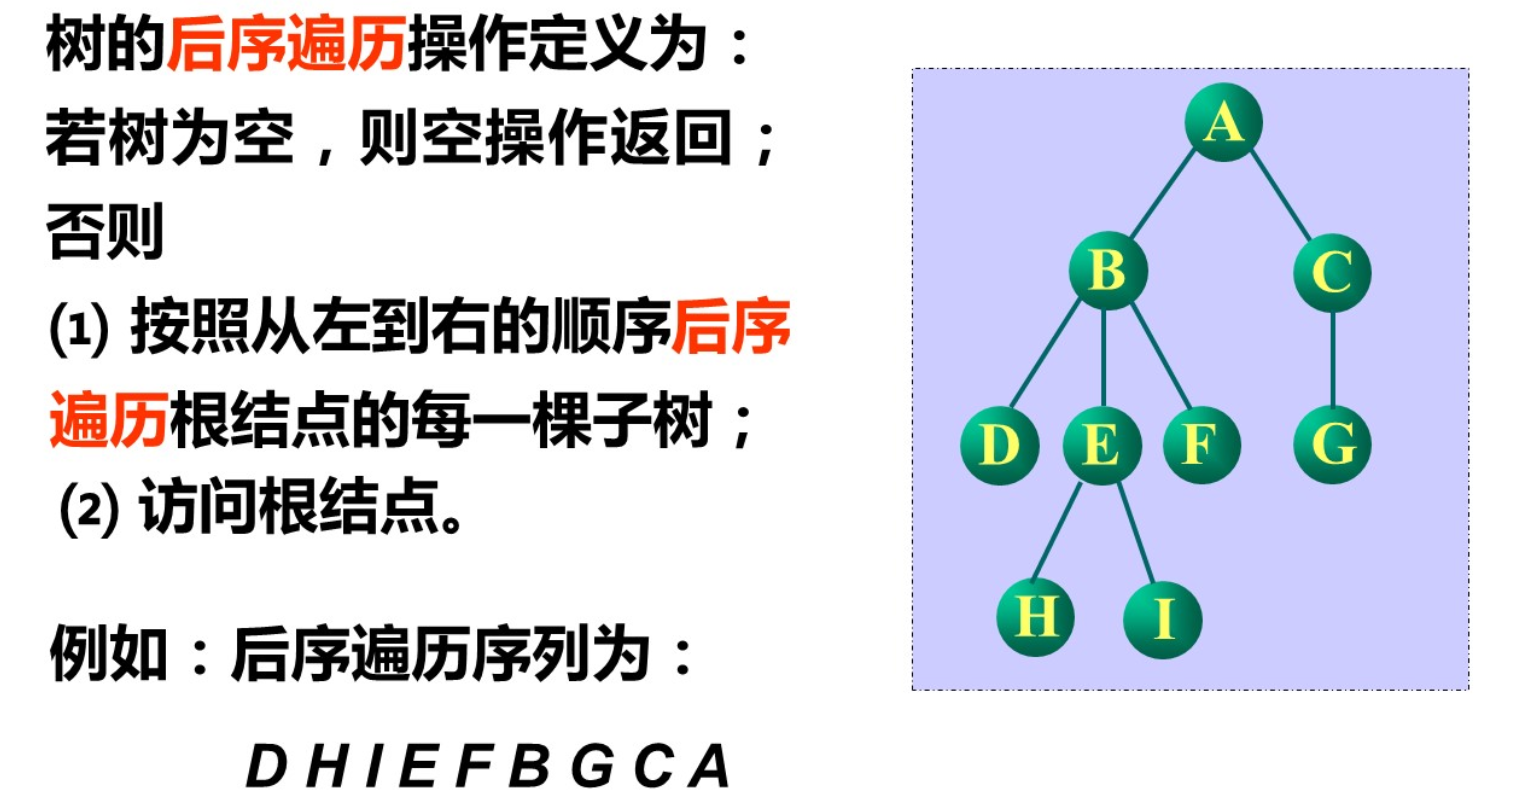 树的后序遍历操作定义为：
若树为空，则空操作返回；
否则
(1) 按照从左到右的顺序后序
遍历根结点的每一棵子树；
(2) 访问根结点。
例如：后序遍历序列为：
D H I E F B G C A
A
B
C
D
E
F
G
H
I